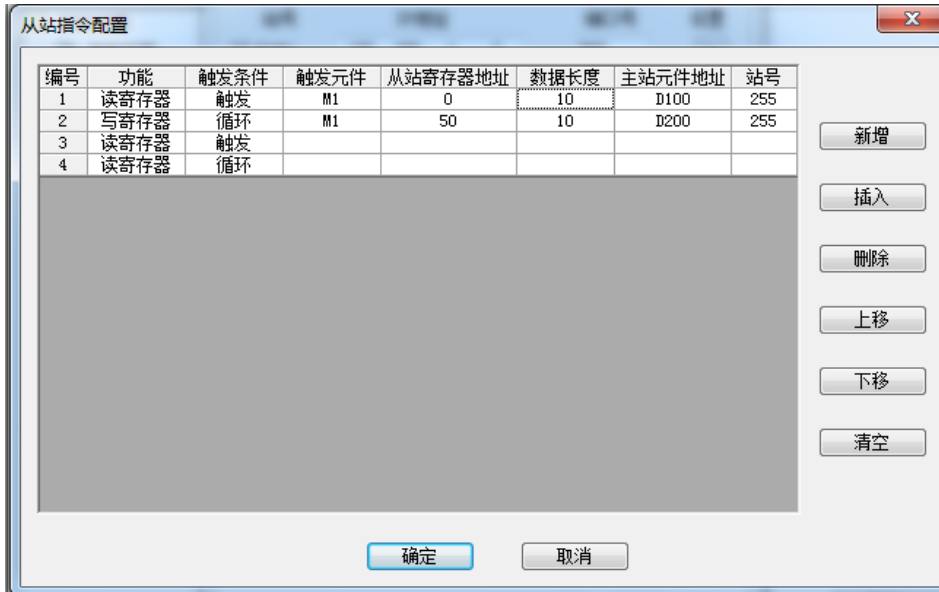 从站指令配置
编号 功能 触发条件 触发元件 从站寄存器地址 数据长度 主站元件地址 站号
1 读寄存器 触发 M1 0 10 D100 255
2 写寄存器 循环 M1 50 10 D200 255
3 读寄存器 触发
4 读寄存器 循环
新增
插入
删除
上移
下移
清空
确定 取消